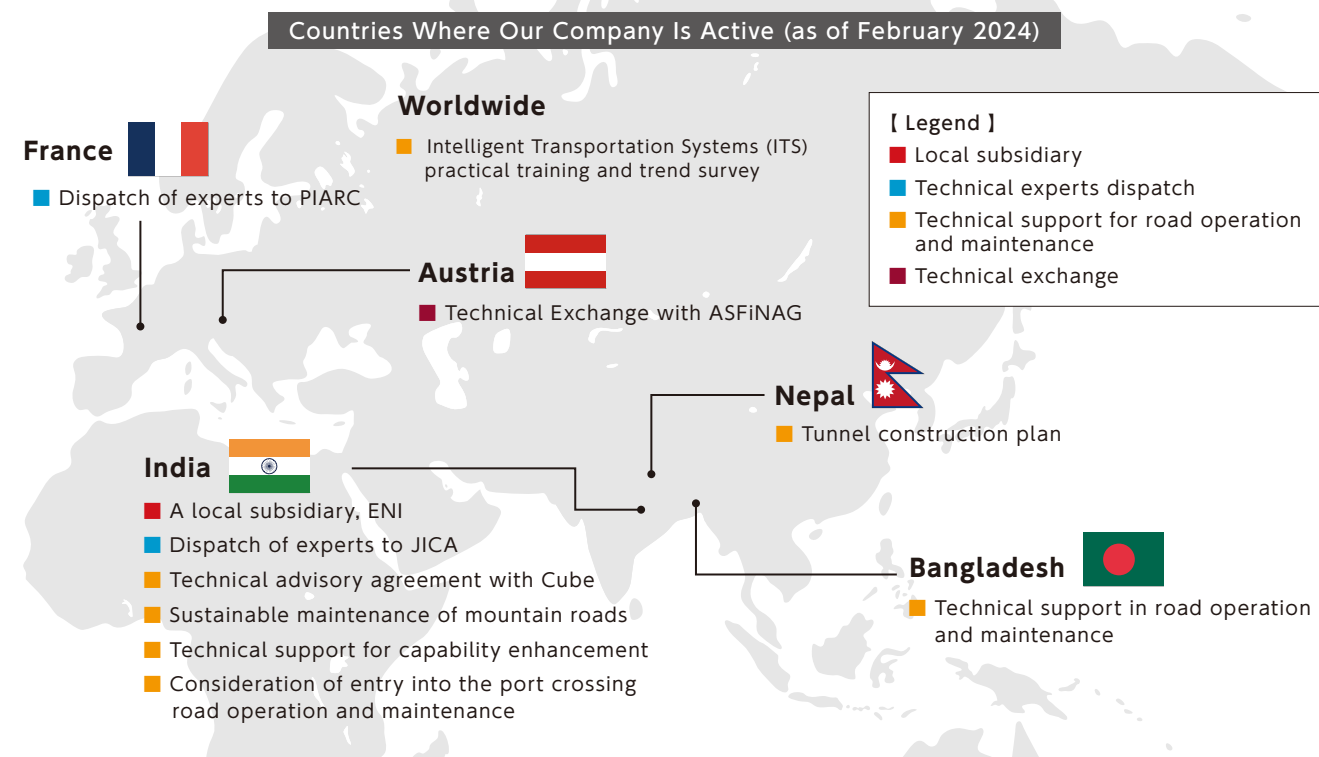 Countries Where Our Company Is Active (as of February 2024)
Worldwide
Intelligent Transportation Systems (ITS)
practical training and trend survey
【 Legend 】
Local subsidiary
Technical experts dispatch
Technical support for road operation
and maintenance
Technical exchange
France
Dispatch of experts to PIARC
Austria
Technical Exchange with ASFiNAG
Nepal
Tunnel construction plan
India
A local subsidiary, ENI
Dispatch of experts to JICA
Technical advisory agreement with Cube
Sustainable maintenance of mountain roads
Technical support for capability enhancement
Consideration of entry into the port crossing
road operation and maintenance
Bangladesh
Technical support in road operation
and maintenance